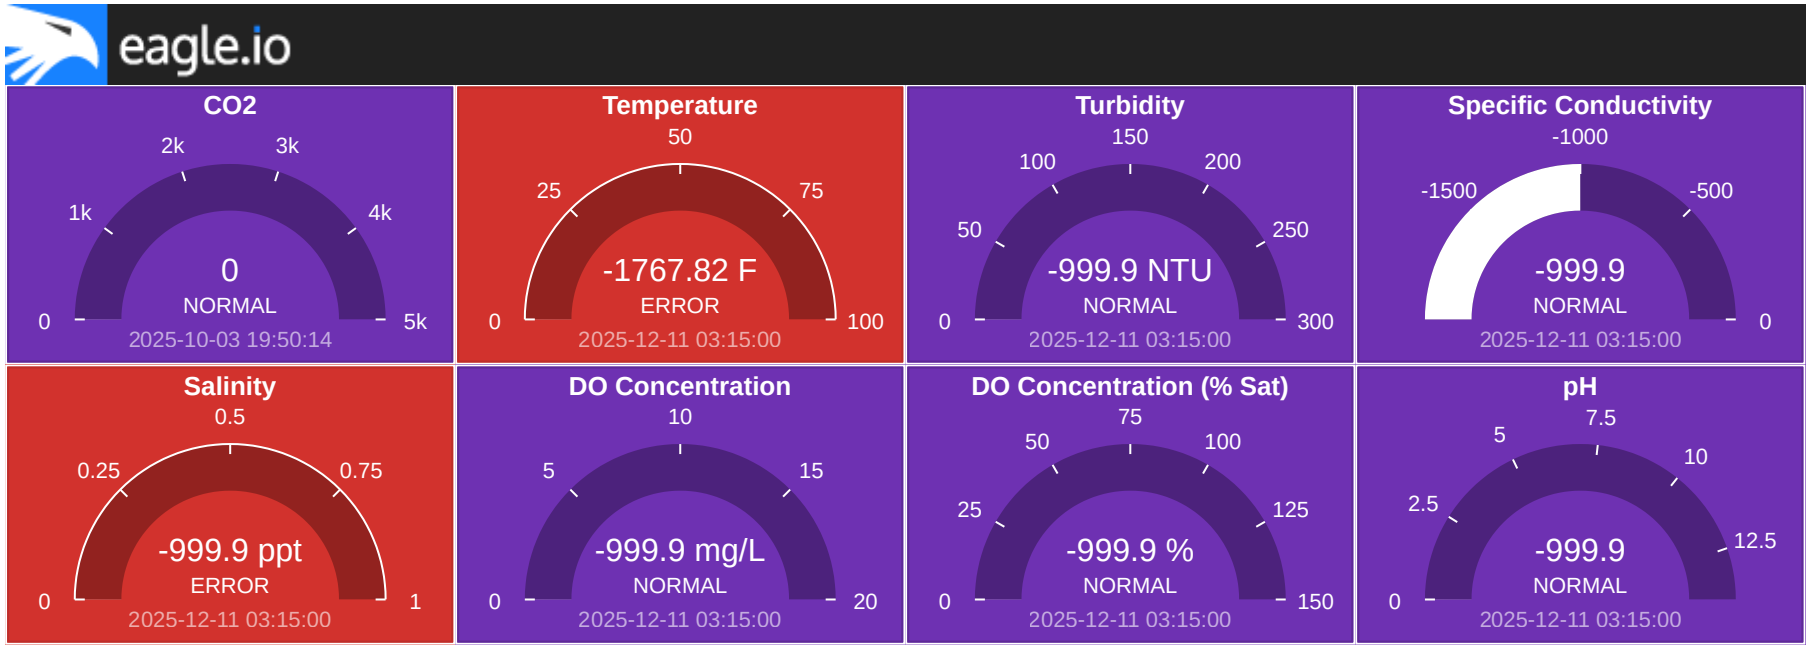 eagle.io
CO2
0
1k
2k
3k
4k
5k
0
NORMAL
2025-10-03 19:50:14
Temperature
0
25
50
75
100
-1767.82 F
ERROR
2025-12-11 03:15:00
Turbidity
0
50
100
150
200
250
300
-999.9 NTU
NORMAL
2025-12-11 03:15:00
Specific Conductivity
-1500
-1000
-500
0
-999.9
NORMAL
2025-12-11 03:15:00
Salinity
0
0.25
0.5
0.75
1
-999.9 ppt
ERROR
2025-12-11 03:15:00
DO Concentration
0
5
10
15
20
-999.9 mg/L
NORMAL
2025-12-11 03:15:00
DO Concentration (% Sat)
0
25
50
75
100
125
150
-999.9 %
NORMAL
2025-12-11 03:15:00
pH
0
2.5
5
7.5
10
12.5
-999.9
NORMAL
2025-12-11 03:15:00